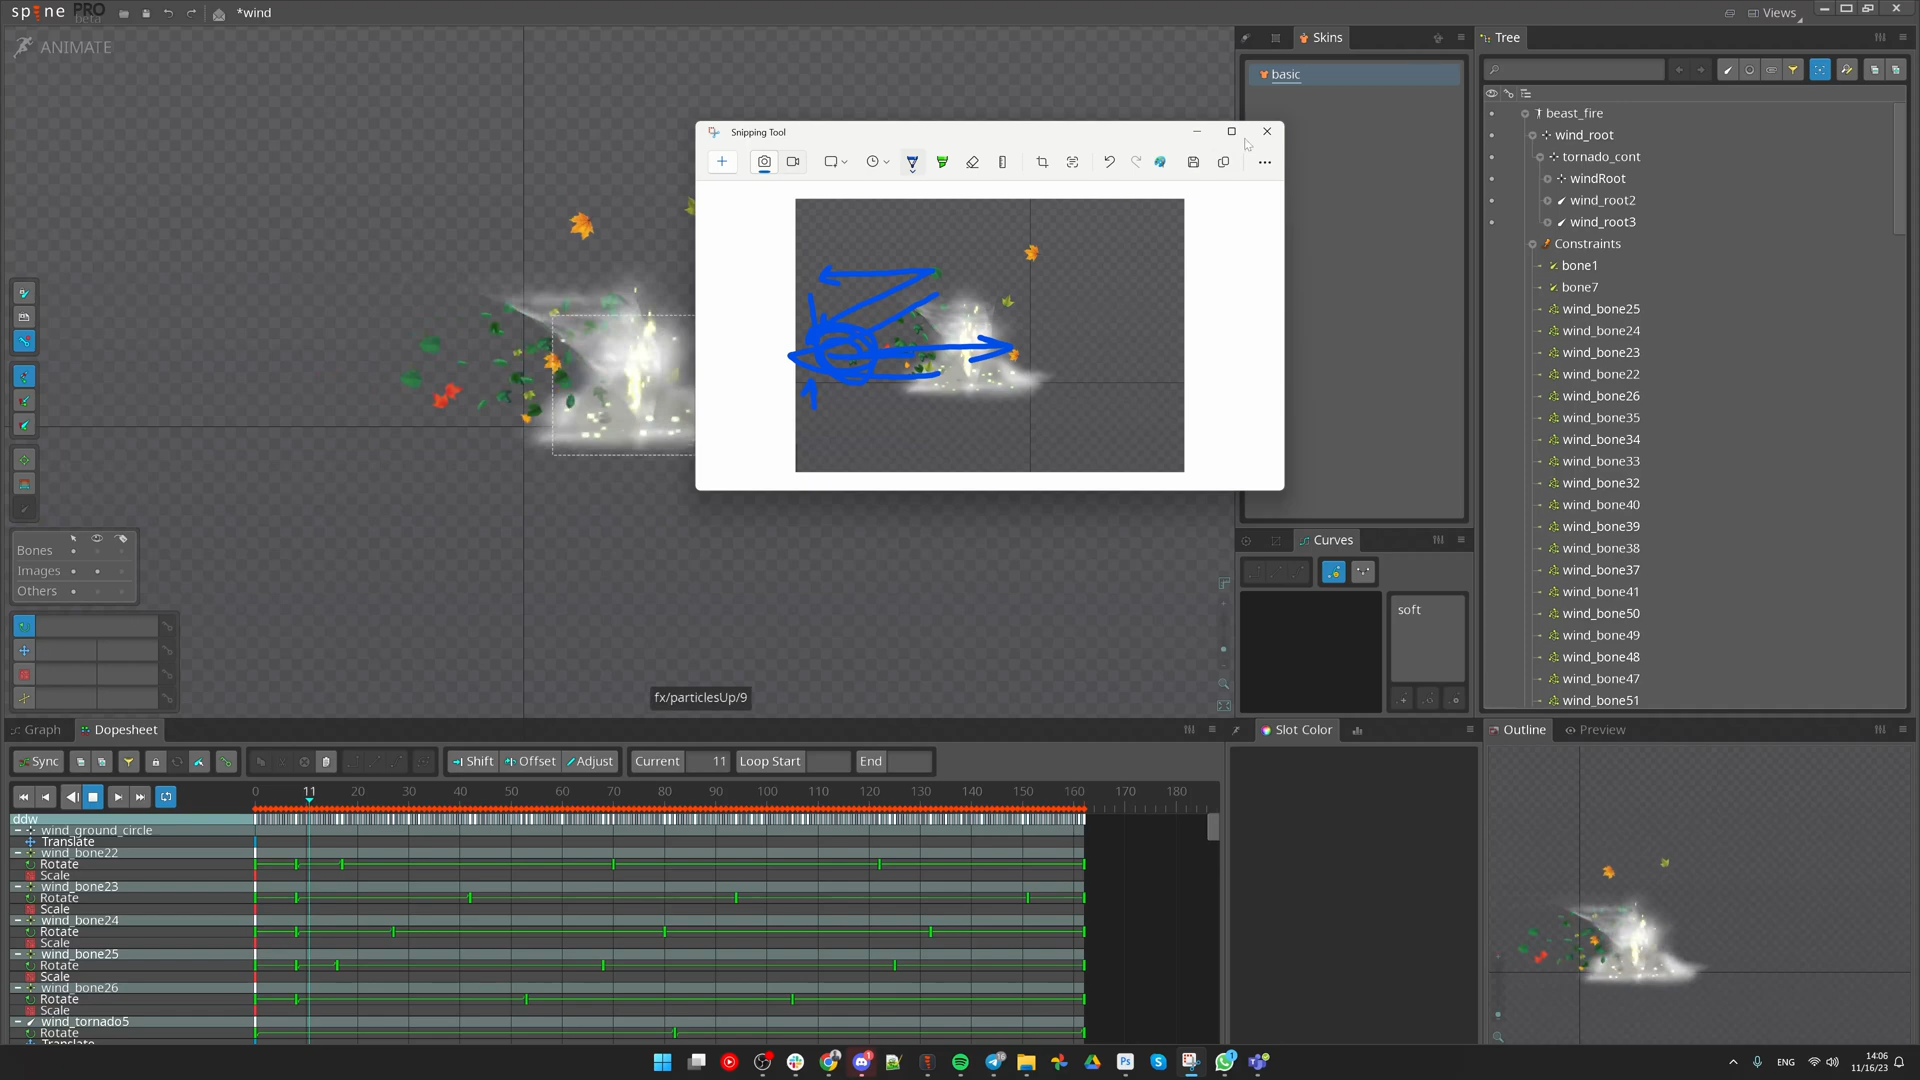 spine PRO
beta
*wind
Views
ANIMATE
Skins
Tree
basic
beast_fire
wind_root
tornado_cont
windRoot
wind_root2
wind_root3
Constraints
bone1
bone7
wind_bone25
wind_bone24
wind_bone23
wind_bone22
wind_bone26
wind_bone35
wind_bone34
wind_bone33
wind_bone32
wind_bone40
wind_bone39
wind_bone38
wind_bone37
wind_bone41
wind_bone50
wind_bone49
wind_bone48
wind_bone47
wind_bone51
Snipping Tool
Bones
Images
Others
fx/particlesUp/9
Curves
soft
Graph
Dopesheet
Slot Color
Outline
Preview
Sync
Shift
Offset
Adjust
Current 11
Loop Start
End
0 11 20 30 40 50 60 70 80 90 100 110 120 130 140 150 160 170 180
ddw
wind_ground_circle
Translate
wind_bone22
Rotate
Scale
wind_bone23
Rotate
Scale
wind_bone24
Rotate
Scale
wind_bone25
Rotate
Scale
wind_bone26
Rotate
Scale
wind_tornado5
Rotate
Translate
Ps
ENG
14:06
11/16/23